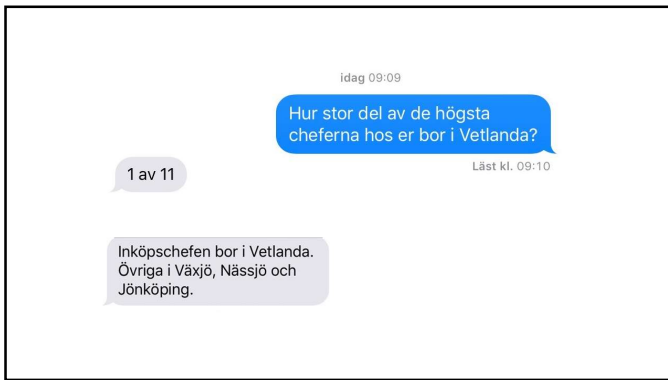 idag 09:09
Hur stor del av de högsta
cheferna hos er bor i Vetlanda?
Läst kl. 09:10
1 av 11
Inköpschefen bor i Vetlanda.
Övriga i Växjö, Nässjö och
Jönköping.